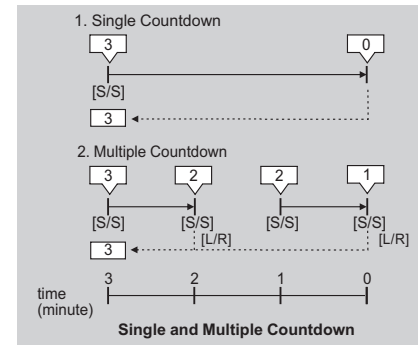 1. Single Countdown
3 0
[S/S]
3
2. Multiple Countdown
3 2 2 1
[S/S] [S/S] [S/S] [S/S]
[L/R] [L/R]
3
3 2 1 0
time
(minute)
Single and Multiple Countdown